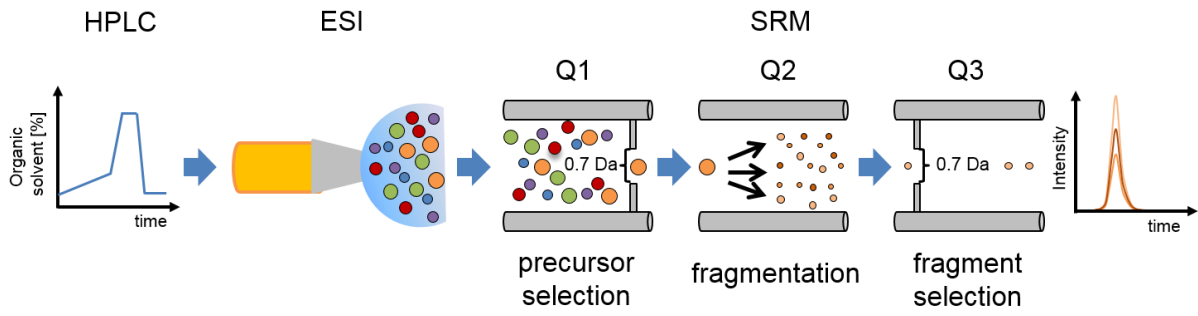 HPLC
ESI
SRM
Q1
Q2
Q3
Organic
solvent [%]
time
0.7 Da
0.7 Da
Intensity
time
precursor
selection
fragmentation
fragment
selection